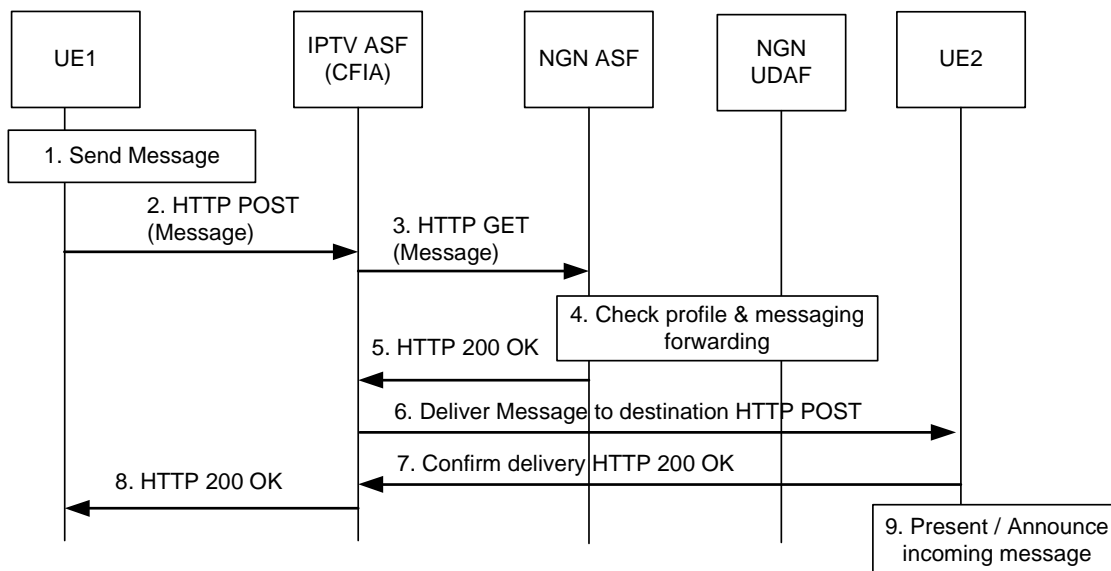 UE1
IPTV ASF
(CFIA)
NGN ASF
NGN
UDAF
UE2
1. Send Message
2. HTTP POST
(Message)
3. HTTP GET
(Message)
4. Check profile & messaging
forwarding
5. HTTP 200 OK
6. Deliver Message to destination HTTP POST
7. Confirm delivery HTTP 200 OK
8. HTTP 200 OK
9. Present / Announce
incoming message